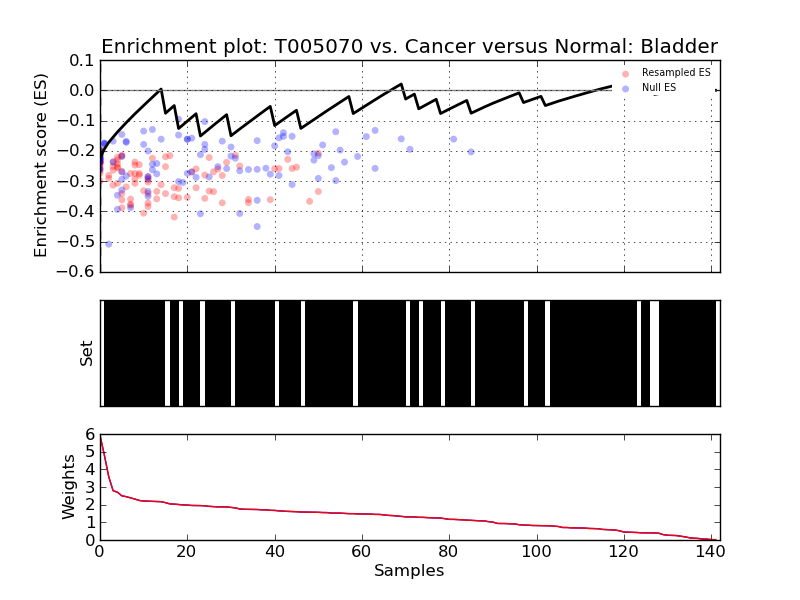 Enrichment plot: T005070 vs. Cancer versus Normal: Bladder
Enrichment score (ES)
0.1
0.0
−0.1
−0.2
−0.3
−0.4
−0.5
−0.6
Resampled ES
Null ES
Set
Weights
6
5
4
3
2
1
0
0 20 40 60 80 100 120 140
Samples